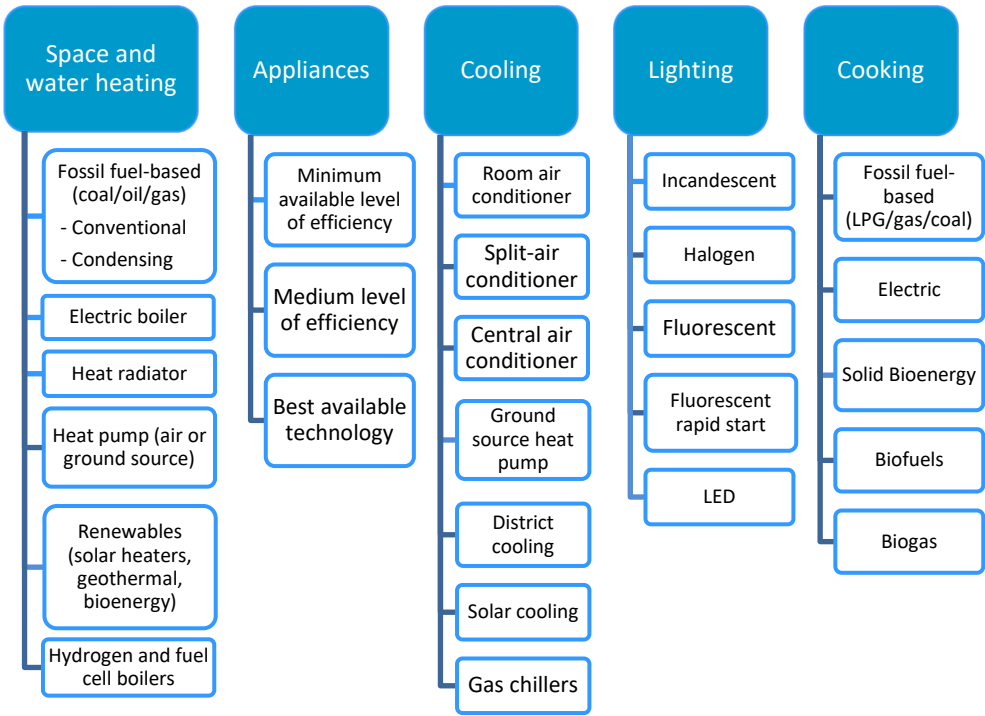 Space and
water heating
Fossil fuel-based
(coal/oil/gas)
- Conventional
- Condensing
Electric boiler
Heat radiator
Heat pump (air or
ground source)
Renewables
(solar heaters,
geothermal,
bioenergy)
Hydrogen and fuel
cell boilers
Appliances
Minimum
available level of
efficiency
Medium level
of efficiency
Best available
technology
Cooling
Room air
conditioner
Split-air
conditioner
Central air
conditioner
Ground
source heat
pump
District
cooling
Solar cooling
Gas chillers
Lighting
Incandescent
Halogen
Fluorescent
Fluorescent
rapid start
LED
Cooking
Fossil fuel-
based
(LPG/gas/coal)
Electric
Solid Bioenergy
Biofuels
Biogas